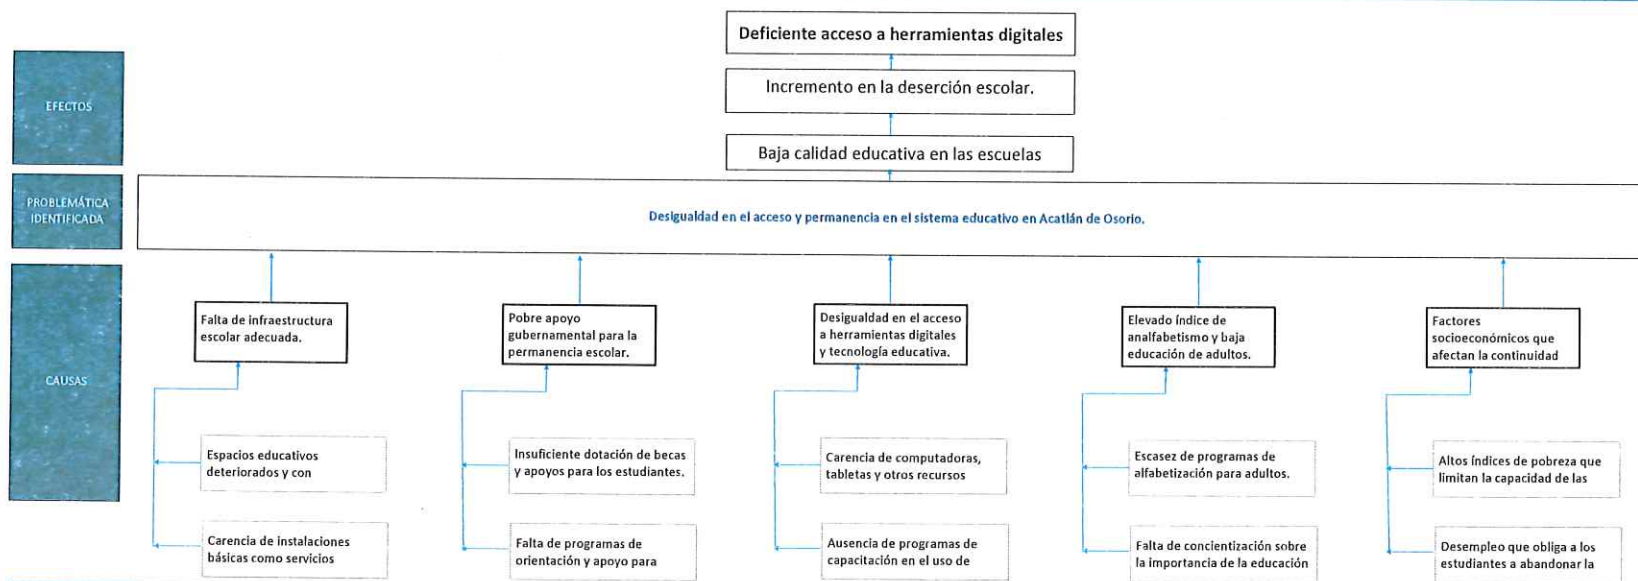 Deficiente acceso a herramientas digitales
Incremento en la deserción escolar.
EFECTOS
Baja calidad educativa en las escuelas
PROBLEMÁTICA
IDENTIFICADA
Desigualdad en el acceso y permanencia en el sistema educativo en Acatlán de Osorio.
CAUSAS
Falta de infraestructura
escolar adecuada.
Pobre apoyo
gubernamental para la
permanencia escolar.
Desigualdad en el acceso
a herramientas digitales
y tecnología educativa.
Elevado índice de
analfabetismo y baja
educación de adultos.
Factores
socioeconómicos que
afectan la continuidad
Espacios educativos
deteriorados y con
Insuficiente dotación de becas
y apoyos para los estudiantes.
Carencia de computadoras,
tabletas y otros recursos
Escasez de programas de
alfabetización para adultos.
Altos índices de pobreza que
limitan la capacidad de las
Carencia de instalaciones
básicas como servicios
Falta de programas de
orientación y apoyo para
Ausencia de programas de
capacitación en el uso de
Falta de concientización sobre
la importancia de la educación
Desempleo que obliga a los
estudiantes a abandonar la